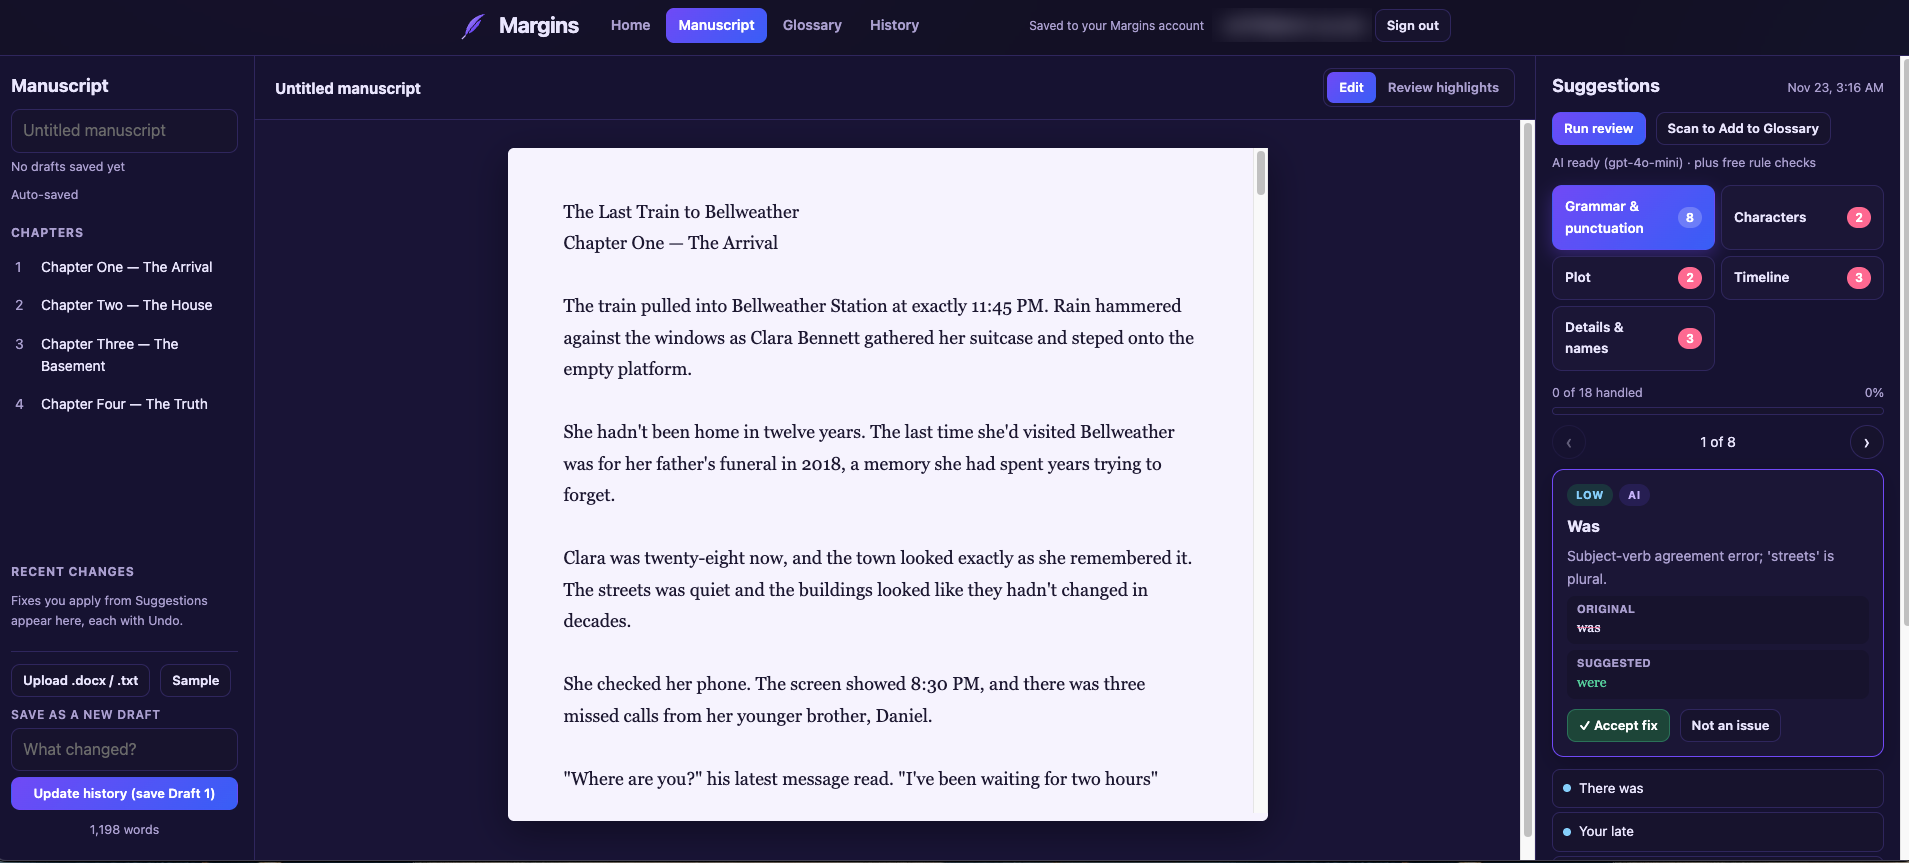 Margins
Home
Manuscript
Glossary
History
Saved to your Margins account
Sign out
Manuscript
Untitled manuscript
No drafts saved yet
Auto-saved
CHAPTERS
1 Chapter One — The Arrival
2 Chapter Two — The House
3 Chapter Three — The
Basement
4 Chapter Four — The Truth
RECENT CHANGES
Fixes you apply from Suggestions
appear here, each with Undo.
Upload .docx / .txt
Sample
SAVE AS A NEW DRAFT
What changed?
Update history (save Draft 1)
1,198 words
Untitled manuscript
Edit
Review highlights
The Last Train to Bellweather
Chapter One — The Arrival
The train pulled into Bellweather Station at exactly 11:45 PM. Rain hammered
against the windows as Clara Bennett gathered her suitcase and steped onto the
empty platform.
She hadn't been home in twelve years. The last time she'd visited Bellweather
was for her father's funeral in 2018, a memory she had spent years trying to
forget.
Clara was twenty-eight now, and the town looked exactly as she remembered it.
The streets was quiet and the buildings looked like they hadn't changed in
decades.
She checked her phone. The screen showed 8:30 PM, and there was three
missed calls from her younger brother, Daniel.
"Where are you?" his latest message read. "I've been waiting for two hours"
Suggestions
Nov 23, 3:16 AM
Run review
Scan to Add to Glossary
AI ready (gpt-4o-mini) · plus free rule checks
Grammar &
punctuation
8
Characters
2
Plot
2
Timeline
3
Details &
names
3
0 of 18 handled
0%
‹
1 of 8
›
LOW
AI
Was
Subject-verb agreement error; 'streets' is
plural.
ORIGINAL
was
SUGGESTED
were
✓ Accept fix
Not an issue
There was
Your late